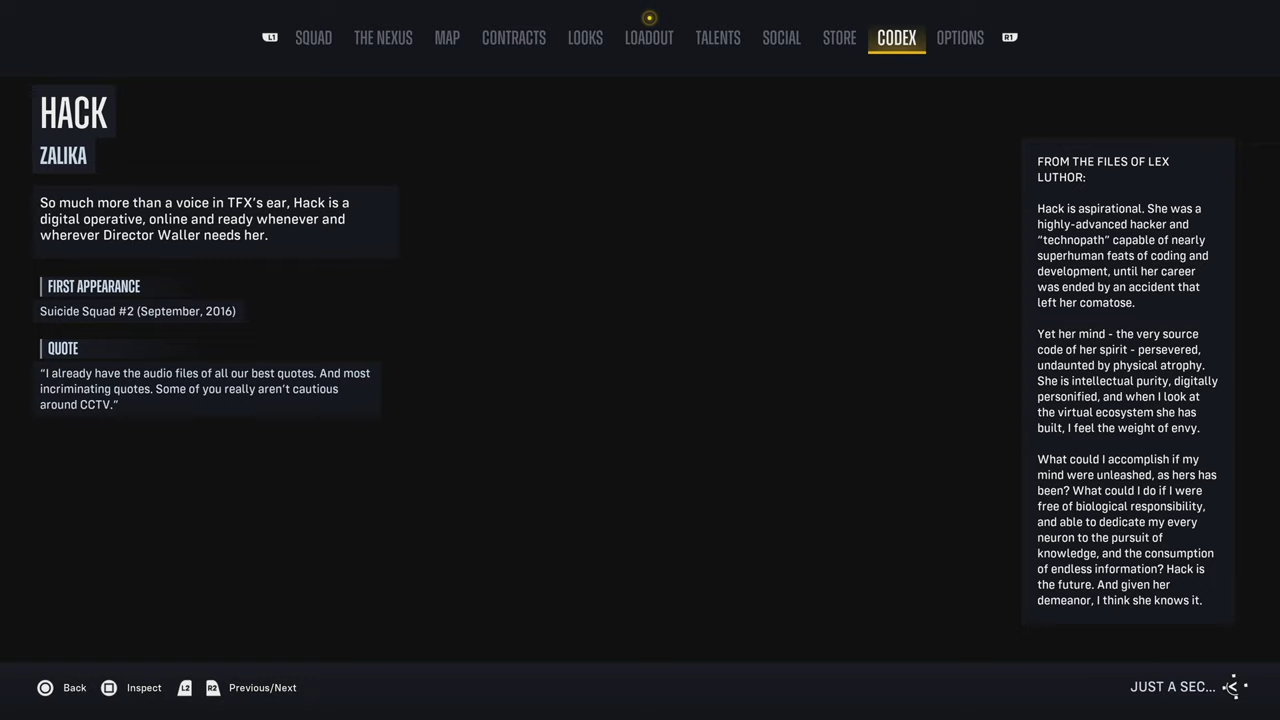 L1 SQUAD THE NEXUS MAP CONTRACTS LOOKS LOADOUT TALENTS SOCIAL STORE CODEX OPTIONS R1
HACK
ZALIKA
So much more than a voice in TFX's ear, Hack is a
digital operative, online and ready whenever and
wherever Director Waller needs her.
FIRST APPEARANCE
Suicide Squad #2 (September, 2016)
QUOTE
"I already have the audio files of all our best quotes. And most
incriminating quotes. Some of you really aren't cautious
around CCTV."
FROM THE FILES OF LEX
LUTHOR:
Hack is aspirational. She was a
highly-advanced hacker and
"technopath" capable of nearly
superhuman feats of coding and
development, until her career
was ended by an accident that
left her comatose.
Yet her mind - the very source
code of her spirit - persevered,
undaunted by physical atrophy.
She is intellectual purity, digitally
personified, and when I look at
the virtual ecosystem she has
built, I feel the weight of envy.
What could I accomplish if my
mind were unleashed, as hers has
been? What could I do if I were
free of biological responsibility,
and able to dedicate my every
neuron to the pursuit of
knowledge, and the consumption
of endless information? Hack is
the future. And given her
demeanor, I think she knows it.
Back Inspect L2 R2 Previous/Next
JUST A SEC...